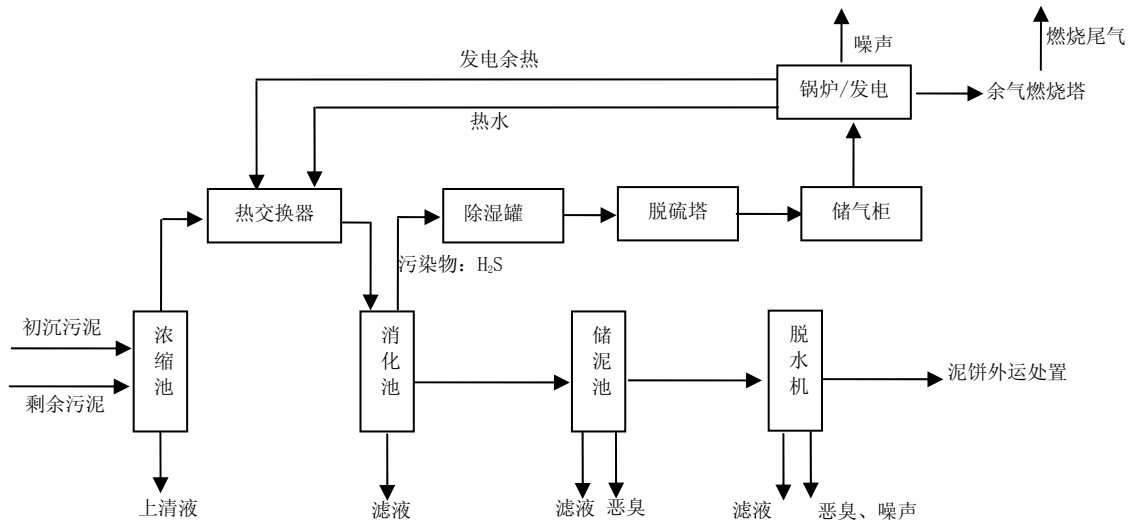 噪声
燃烧尾气
发电余热
锅炉/发电
余气燃烧塔
热水
热交换器
除湿罐
脱硫塔
储气柜
污染物：H₂S
初沉污泥
剩余污泥
浓缩池
消化池
储泥池
脱水机
泥饼外运处置
上清液
滤液
滤液
恶臭
滤液
恶臭、噪声